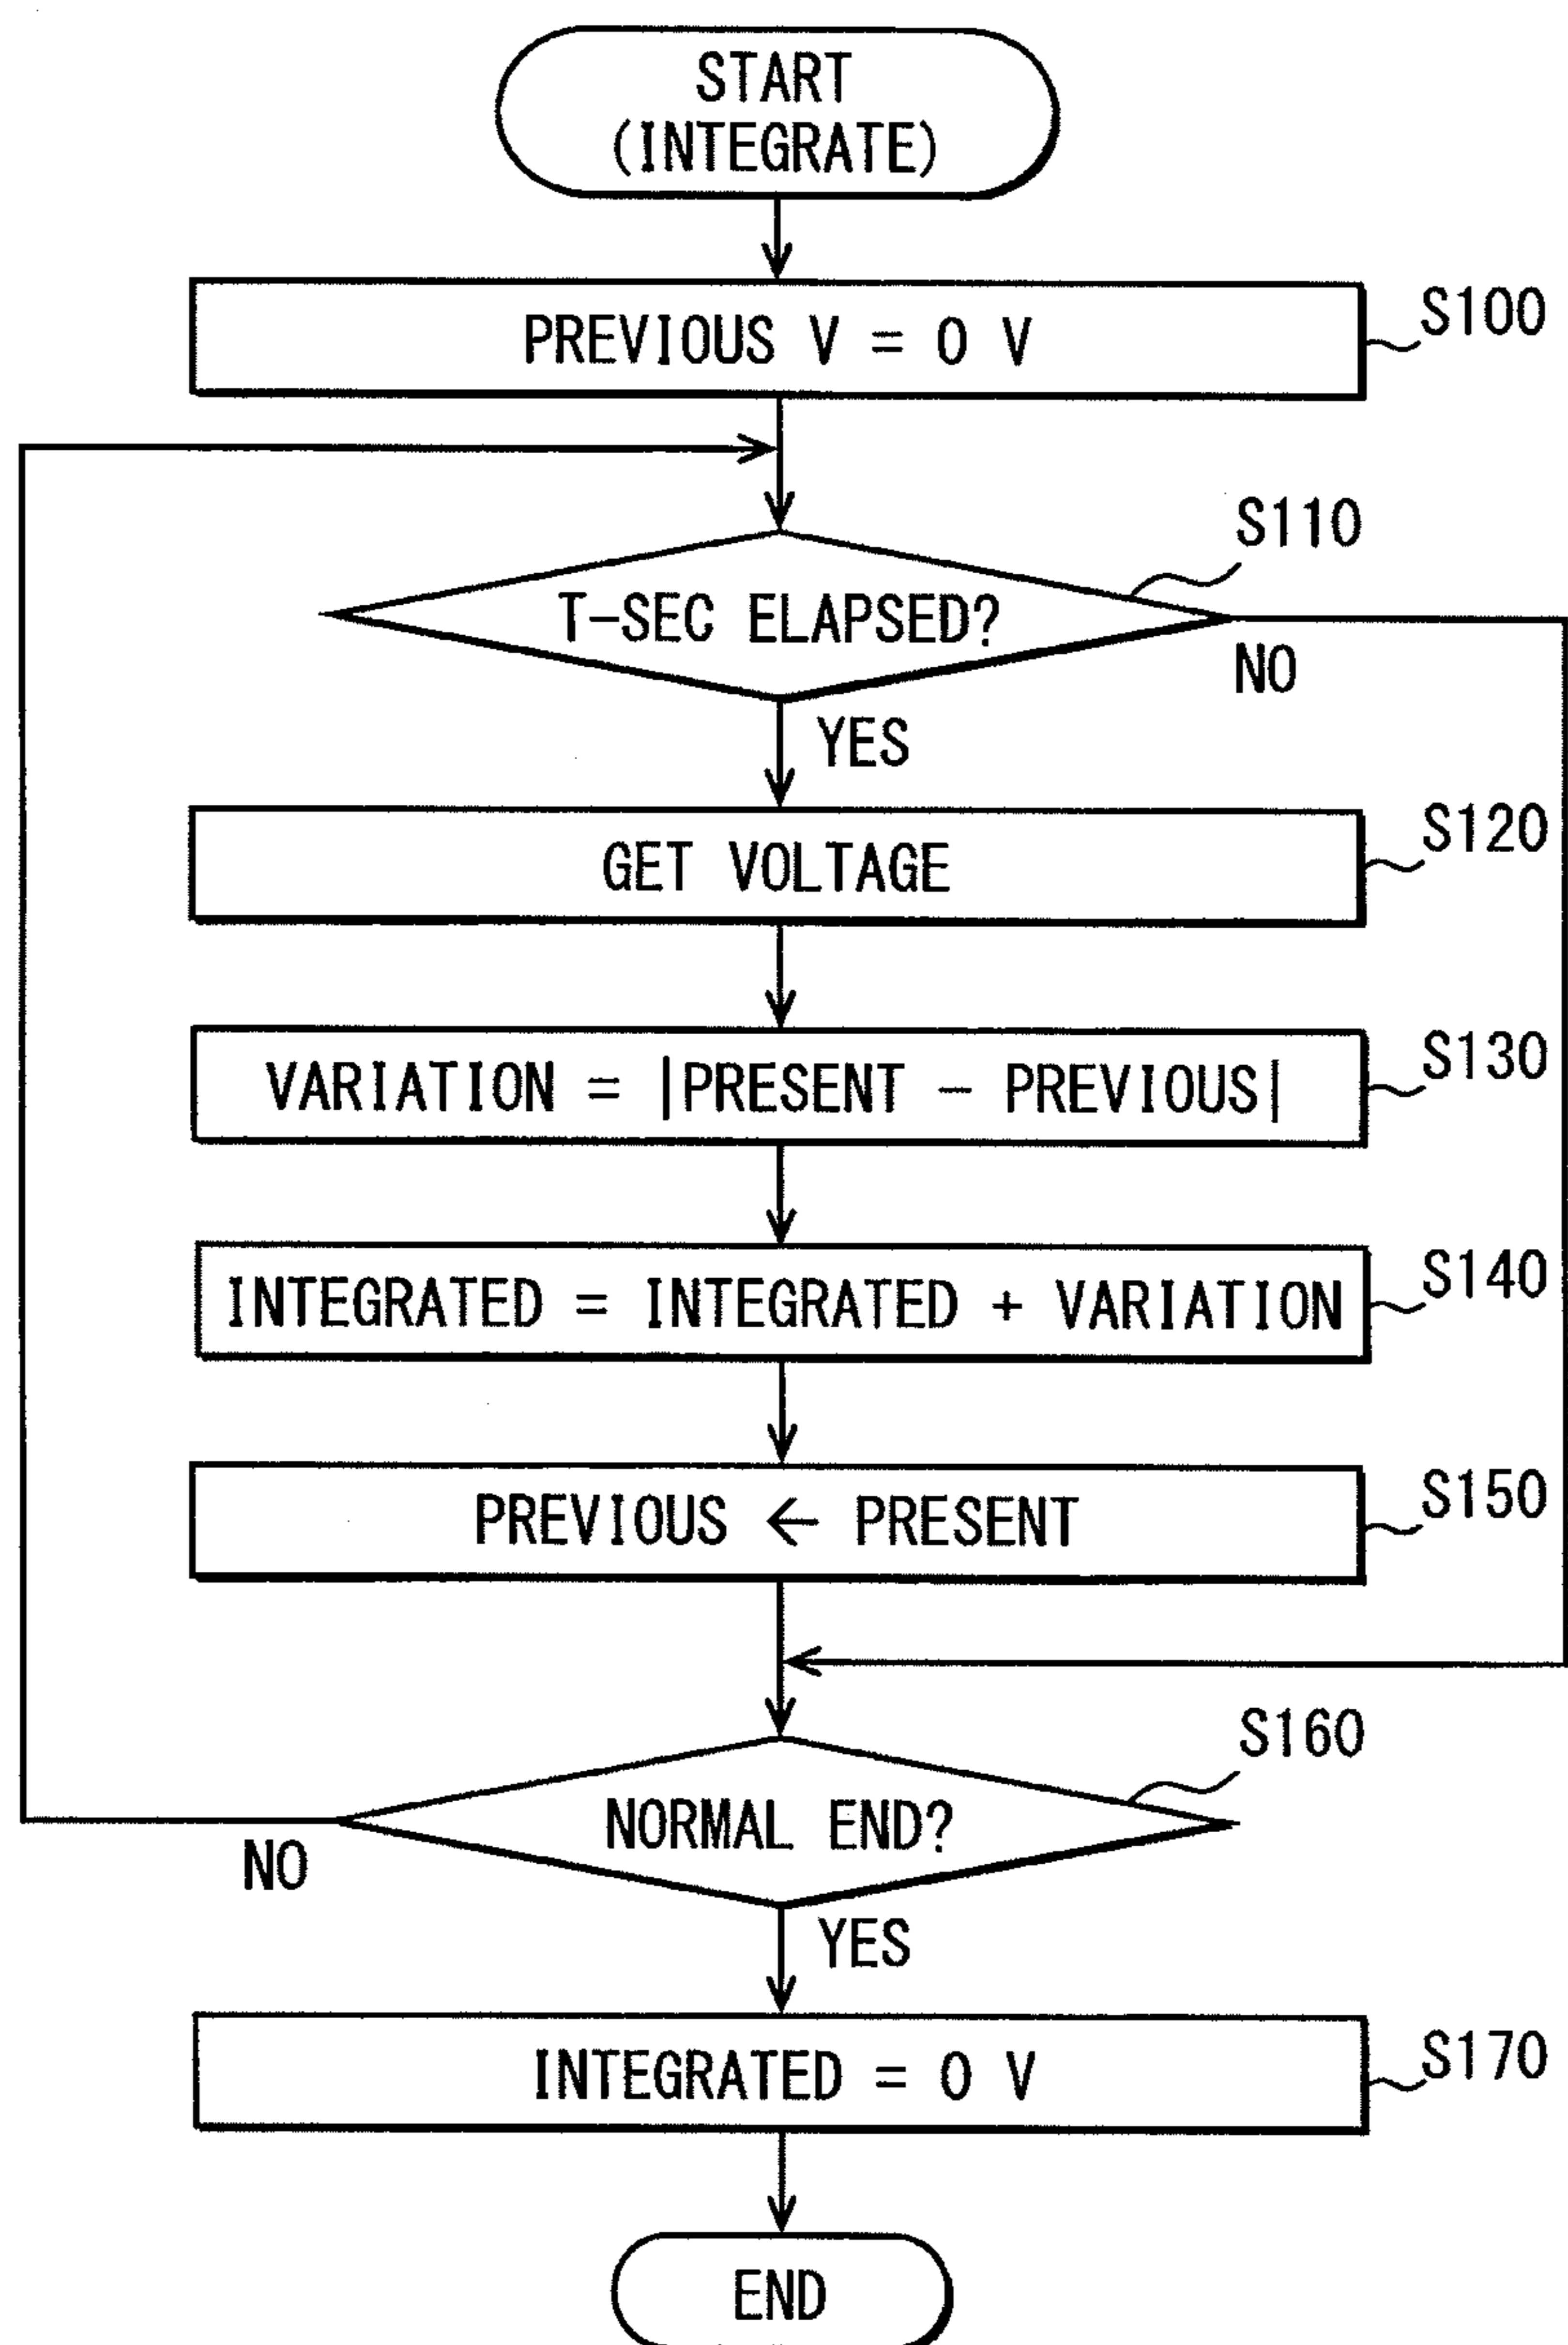 START
(INTEGRATE)
PREVIOUS V = 0 V
S100
S110
T-SEC ELAPSED?
NO
YES
GET VOLTAGE
S120
VARIATION = |PRESENT - PREVIOUS|
S130
INTEGRATED = INTEGRATED + VARIATION
S140
PREVIOUS ← PRESENT
S150
S160
NORMAL END?
NO
YES
INTEGRATED = 0 V
S170
END